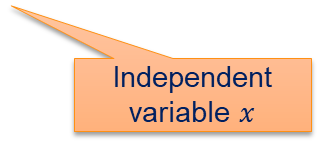 Independent
variable 𝑥